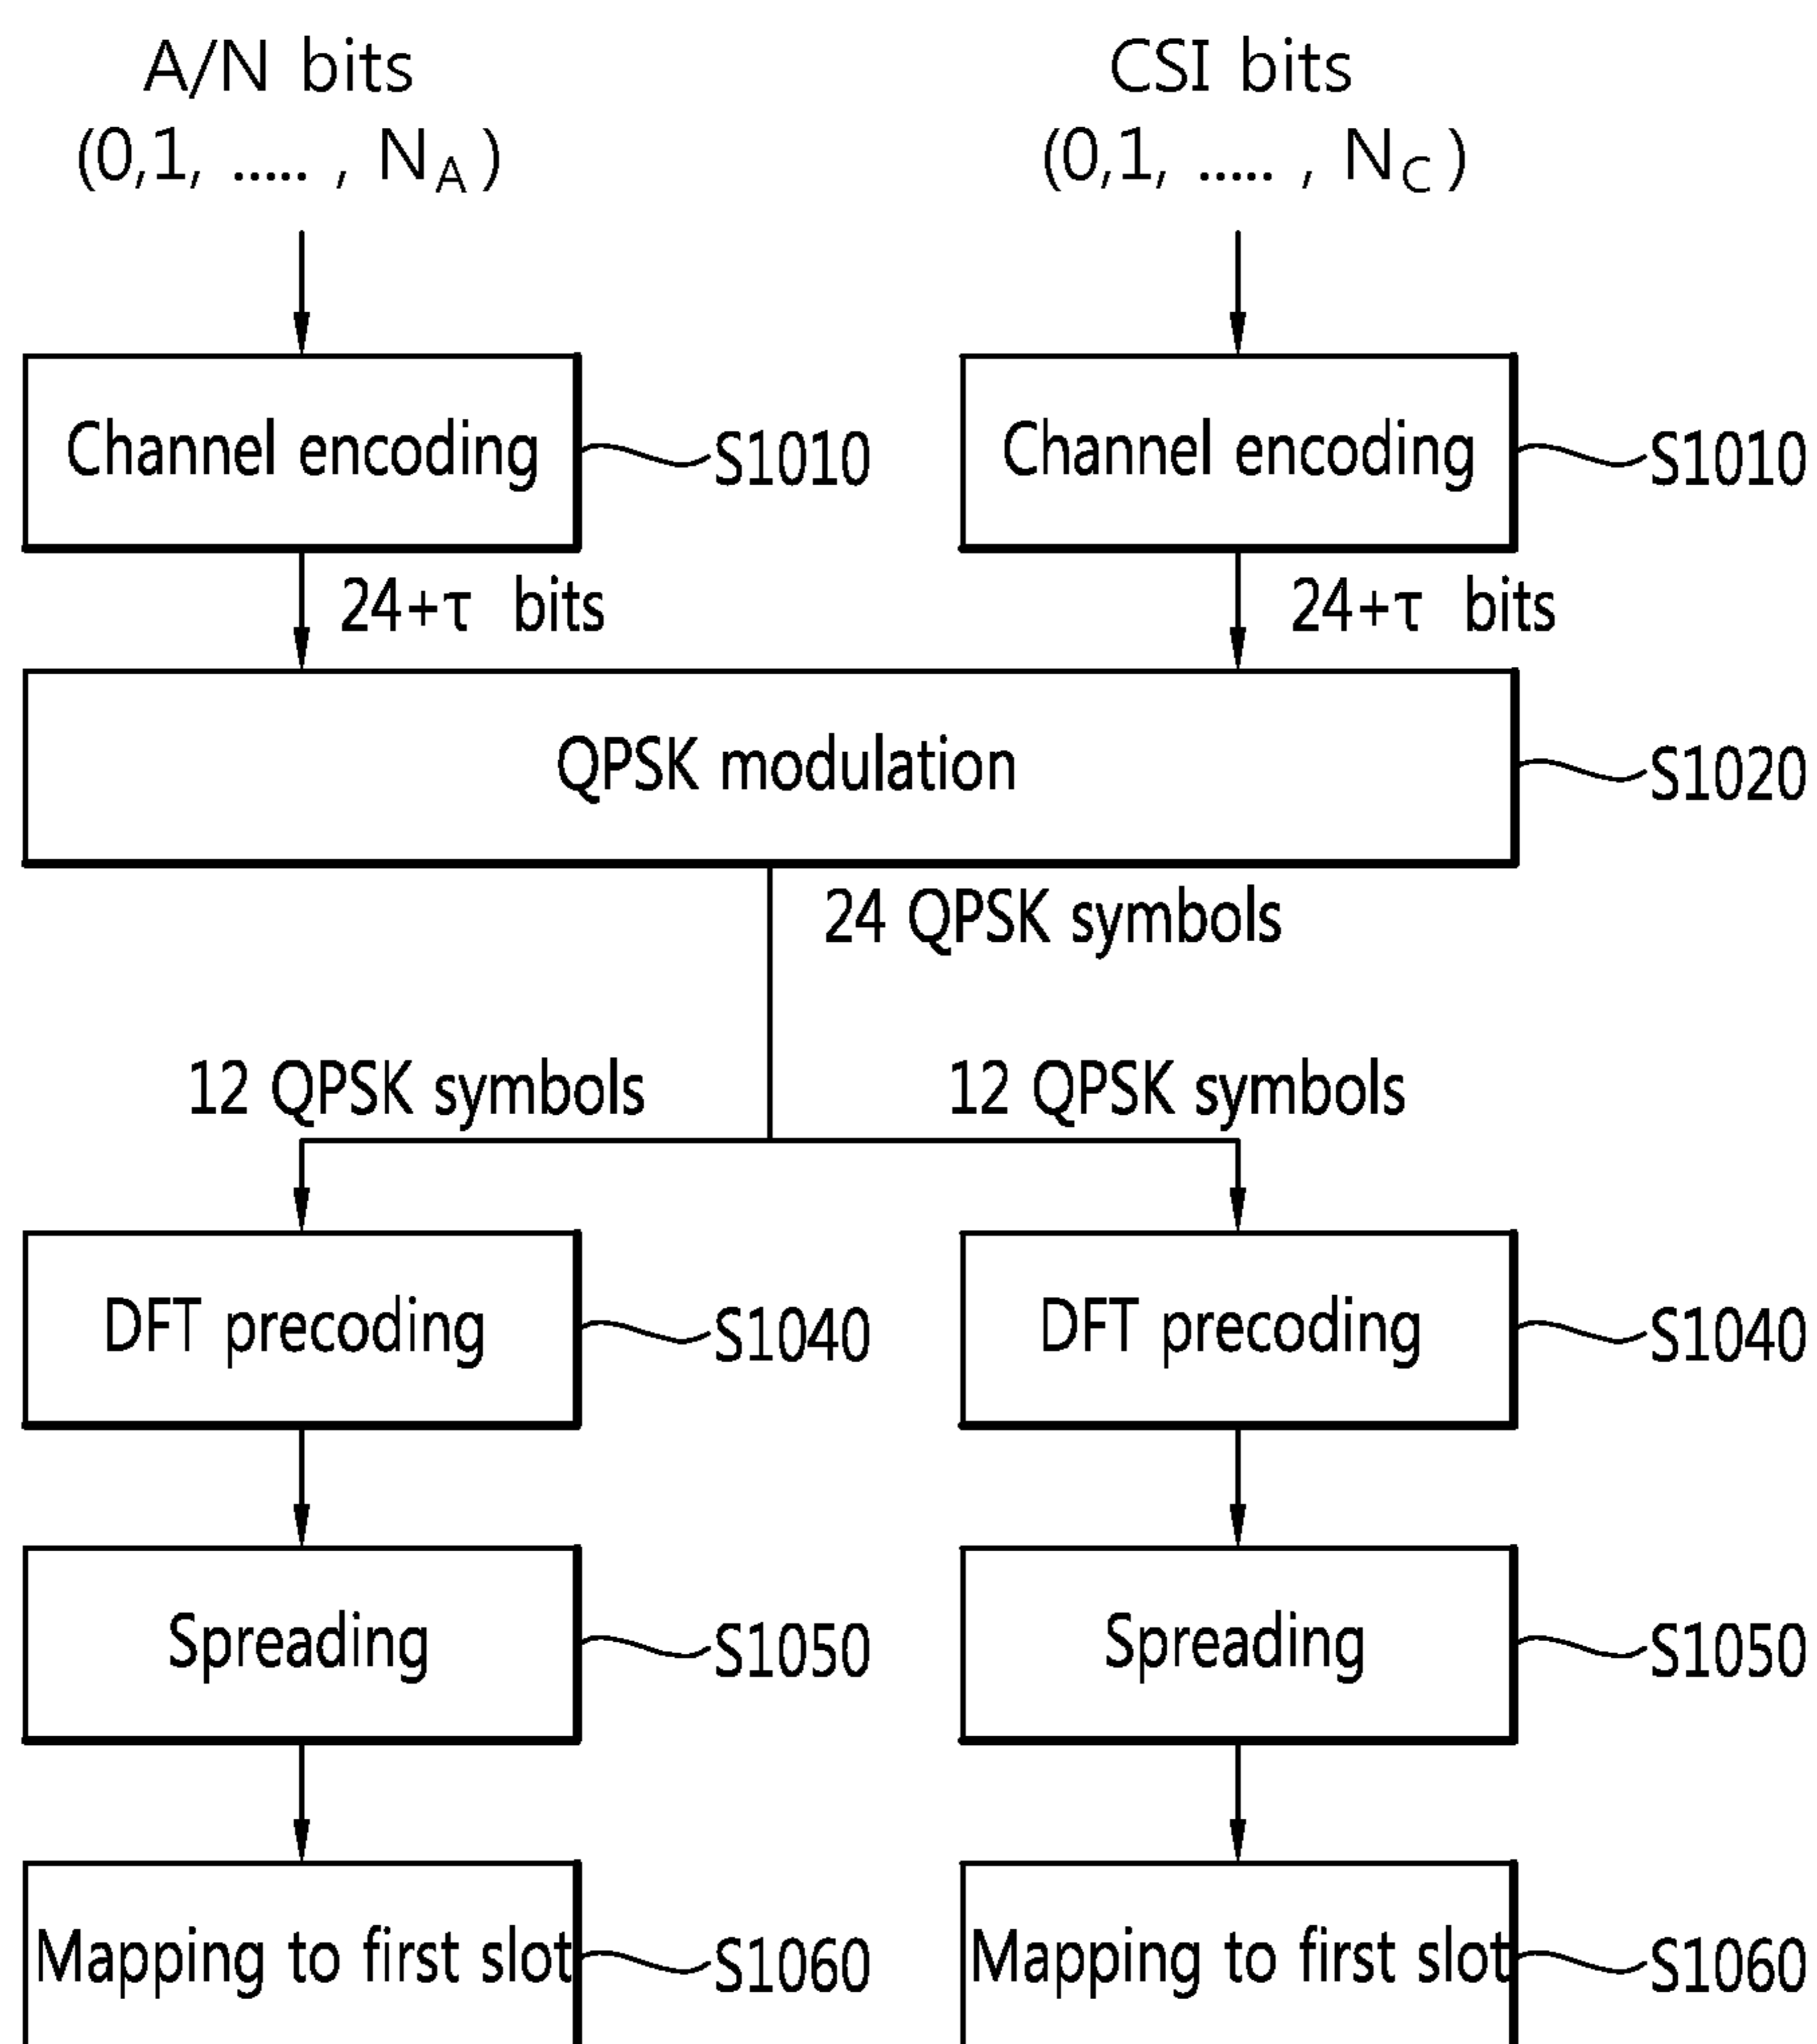 A/N bits
(0,1, ..... , NA)
CSI bits
(0,1, ..... , NC)
Channel encoding
S1010
Channel encoding
S1010
24+τ bits
24+τ bits
QPSK modulation
S1020
24 QPSK symbols
12 QPSK symbols
12 QPSK symbols
DFT precoding
S1040
DFT precoding
S1040
Spreading
S1050
Spreading
S1050
Mapping to first slot
S1060
Mapping to first slot
S1060